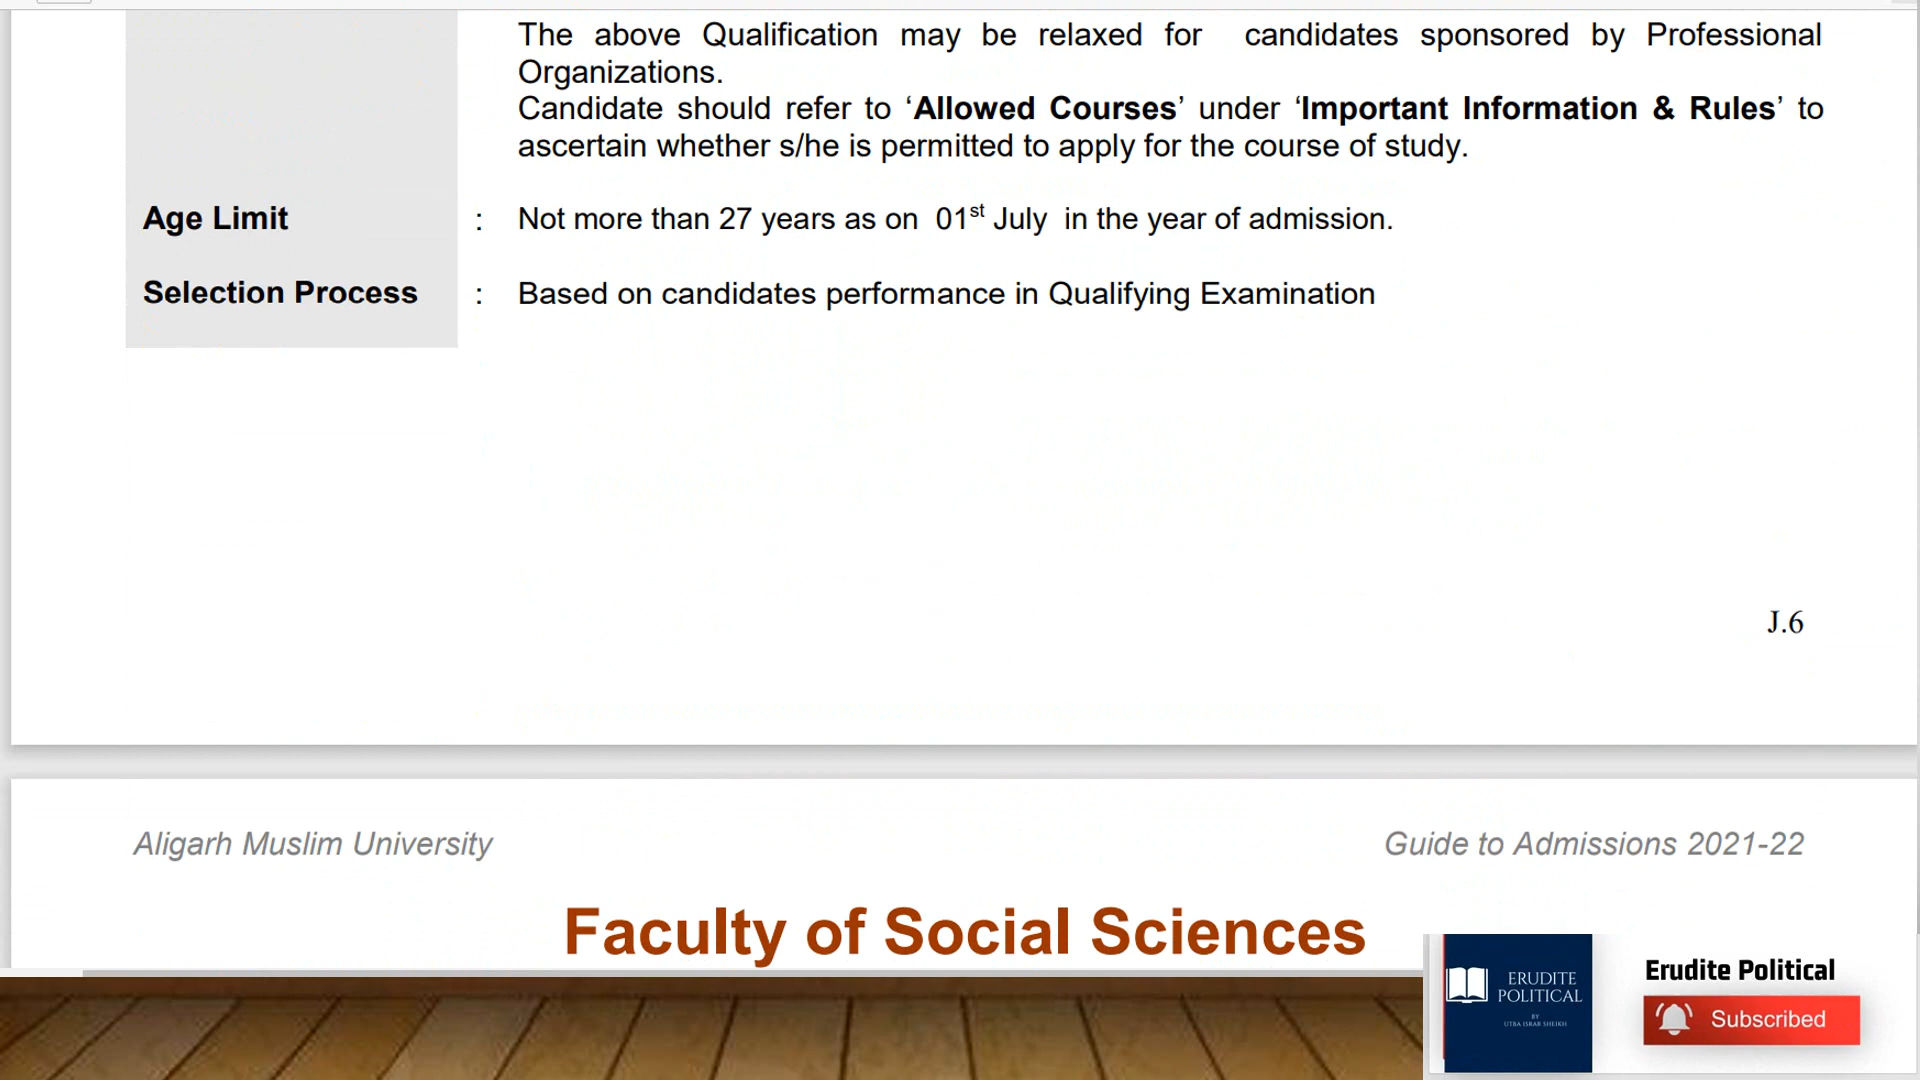 The above Qualification may be relaxed for candidates sponsored by Professional
Organizations.
Candidate should refer to ‘Allowed Courses’ under ‘Important Information & Rules’ to
ascertain whether s/he is permitted to apply for the course of study.
Age Limit : Not more than 27 years as on 01st July in the year of admission.
Selection Process : Based on candidates performance in Qualifying Examination
J.6
Aligarh Muslim University Guide to Admissions 2021-22
Faculty of Social Sciences
ERUDITE
POLITICAL
BY
UTBA ISRAR SHEIKH
Erudite Political
Subscribed